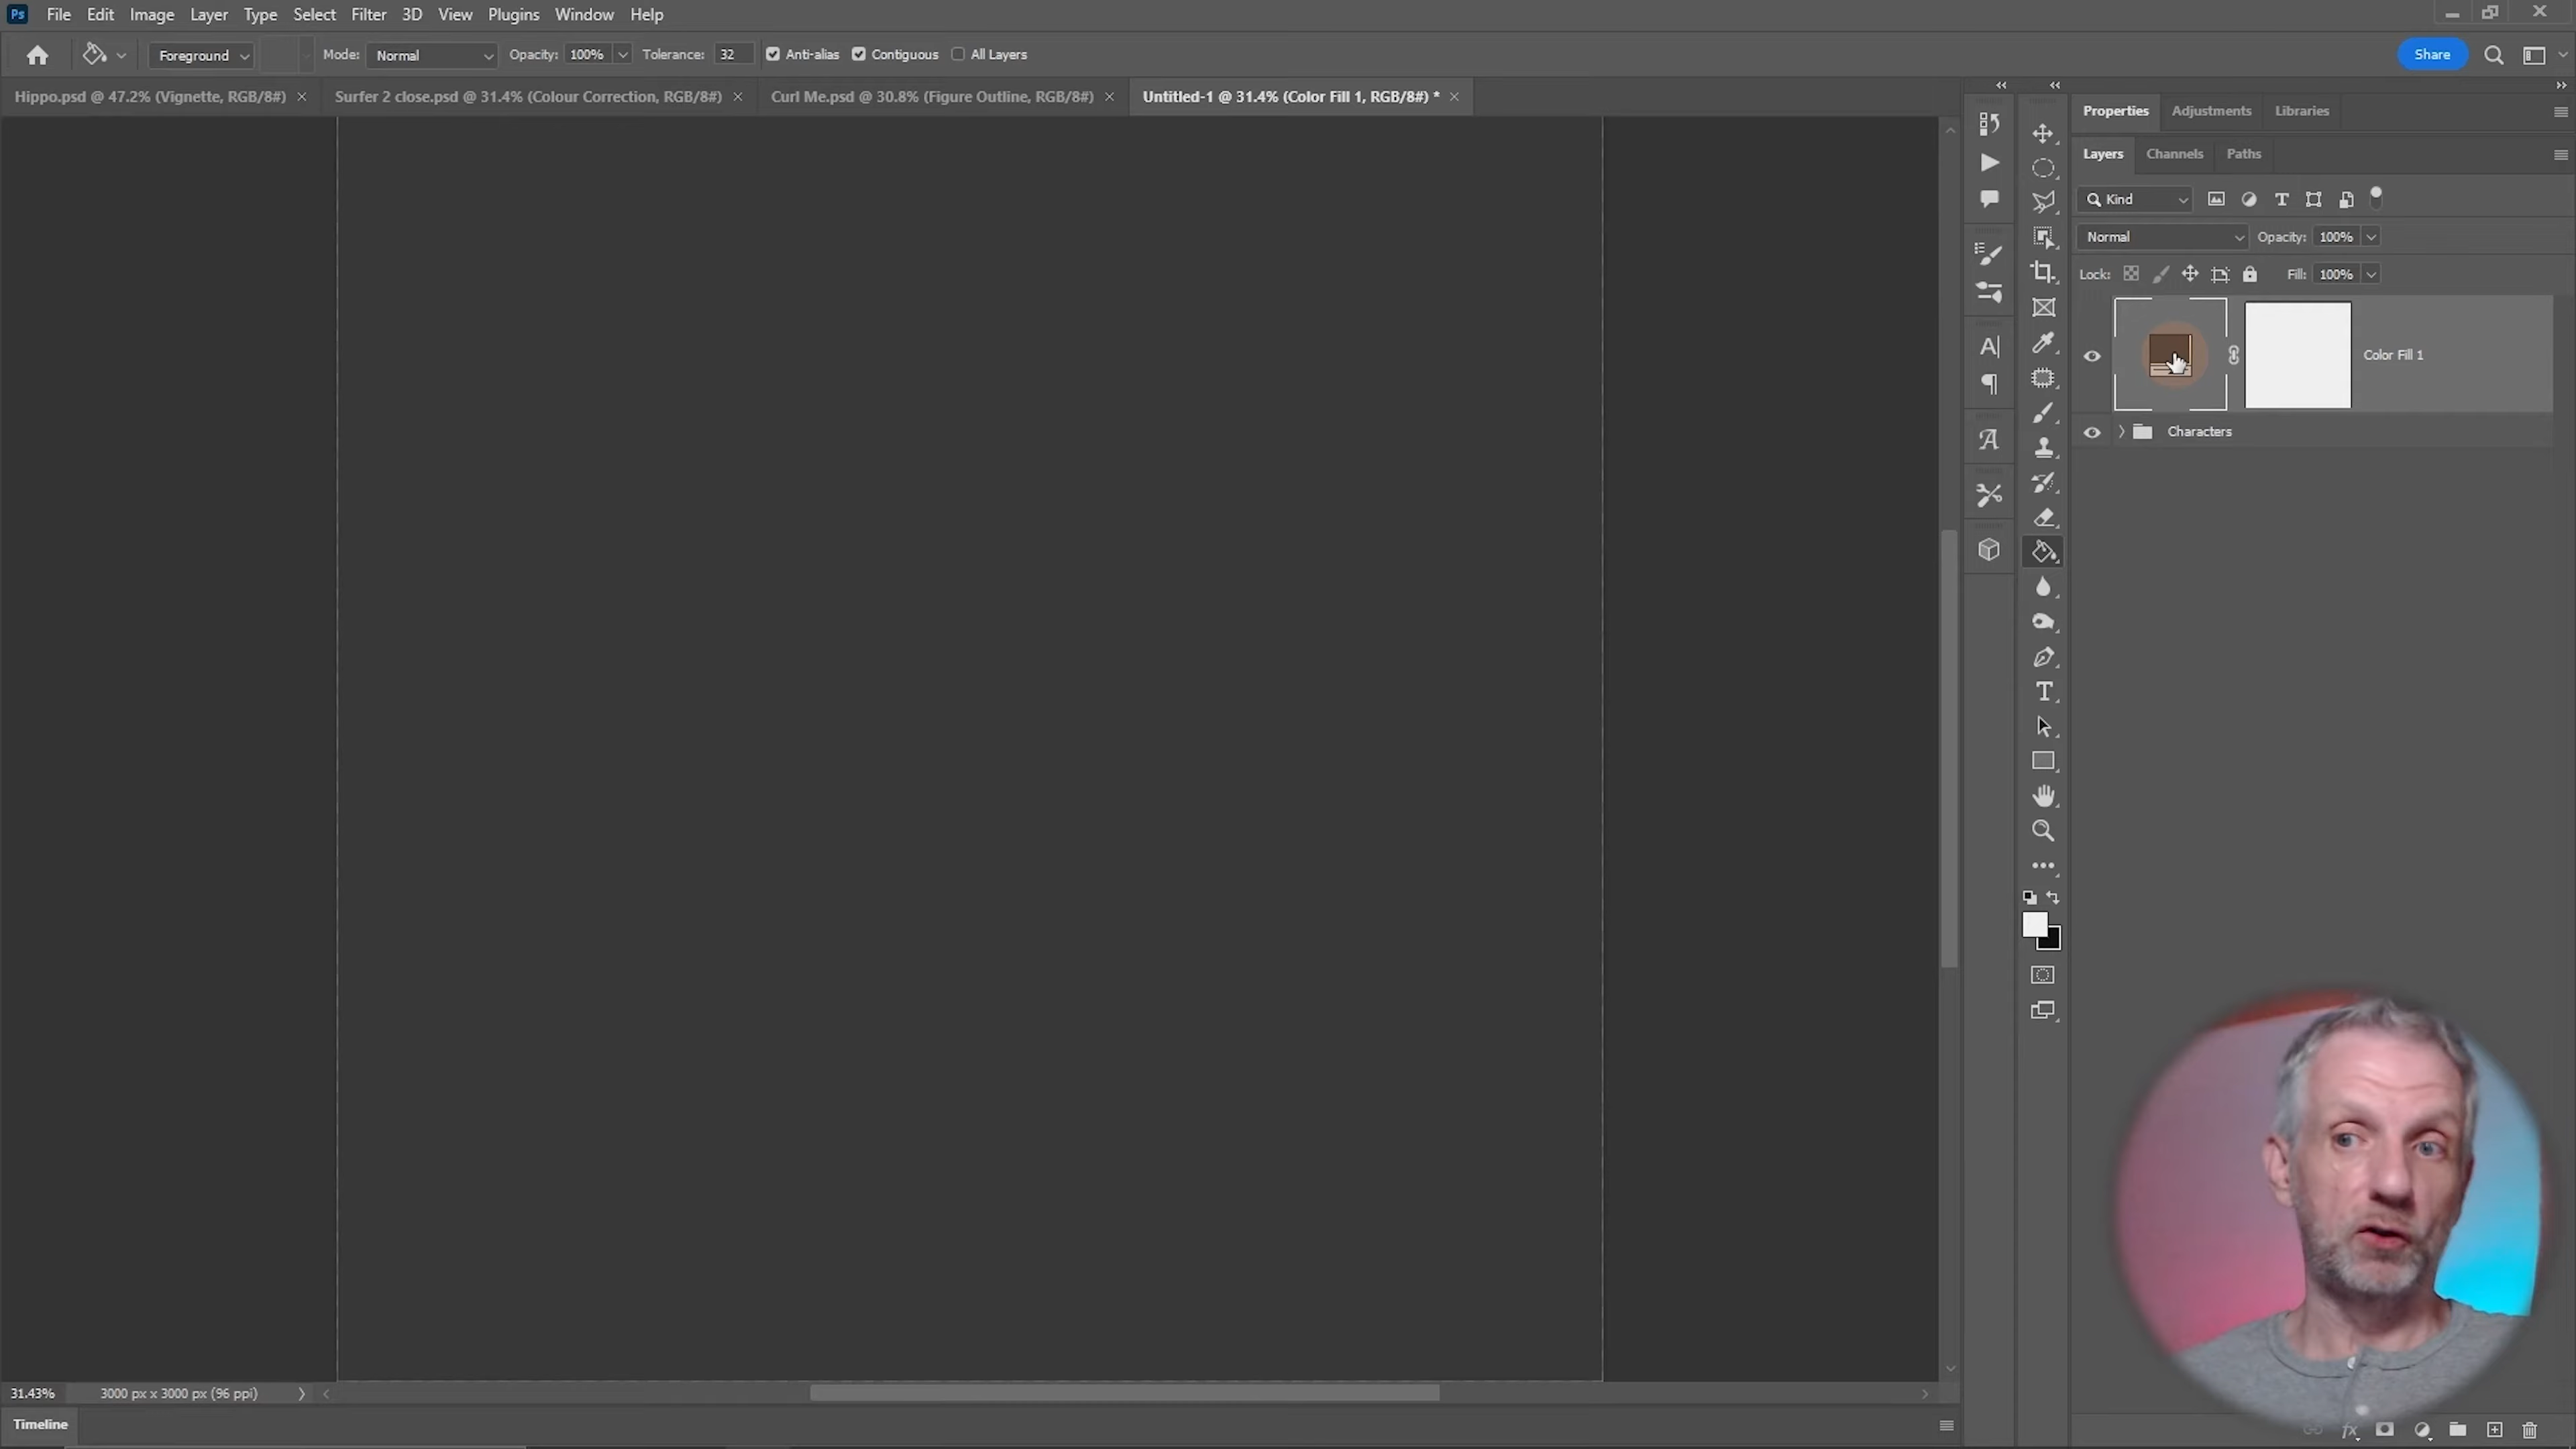 Ps File Edit Image Layer Type Select Filter 3D View Plugins Window Help
Foreground Mode: Normal Opacity: 100% Tolerance: 32 Anti-alias Contiguous All Layers Share
Hippo.psd @ 47.2% (Vignette, RGB/8#) Surfer 2 close.psd @ 31.4% (Colour Correction, RGB/8#) Curl Me.psd @ 30.8% (Figure Outline, RGB/8#) Untitled-1 @ 31.4% (Color Fill 1, RGB/8#) *
Properties Adjustments Libraries
Layers Channels Paths
Kind
Normal Opacity: 100%
Lock: Fill: 100%
Color Fill 1
Characters
31.43% 3000 px x 3000 px (96 ppi)
Timeline
fx